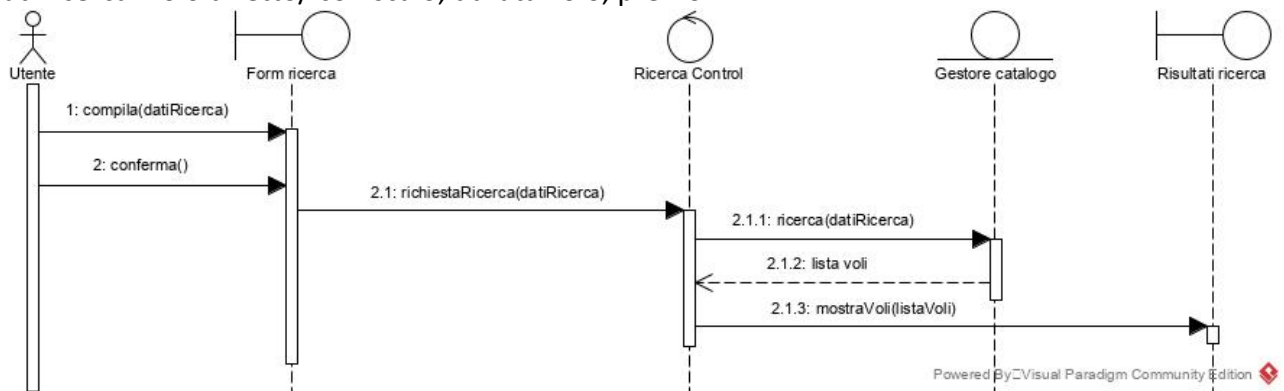 Utente
Form ricerca
Ricerca Control
Gestore catalogo
Risultati ricerca
1: compila(datiRicerca)
2: conferma()
2.1: richiestaRicerca(datiRicerca)
2.1.1: ricerca(datiRicerca)
2.1.2: lista voli
2.1.3: mostraVoli(listaVoli)
Powered By Visual Paradigm Community Edition